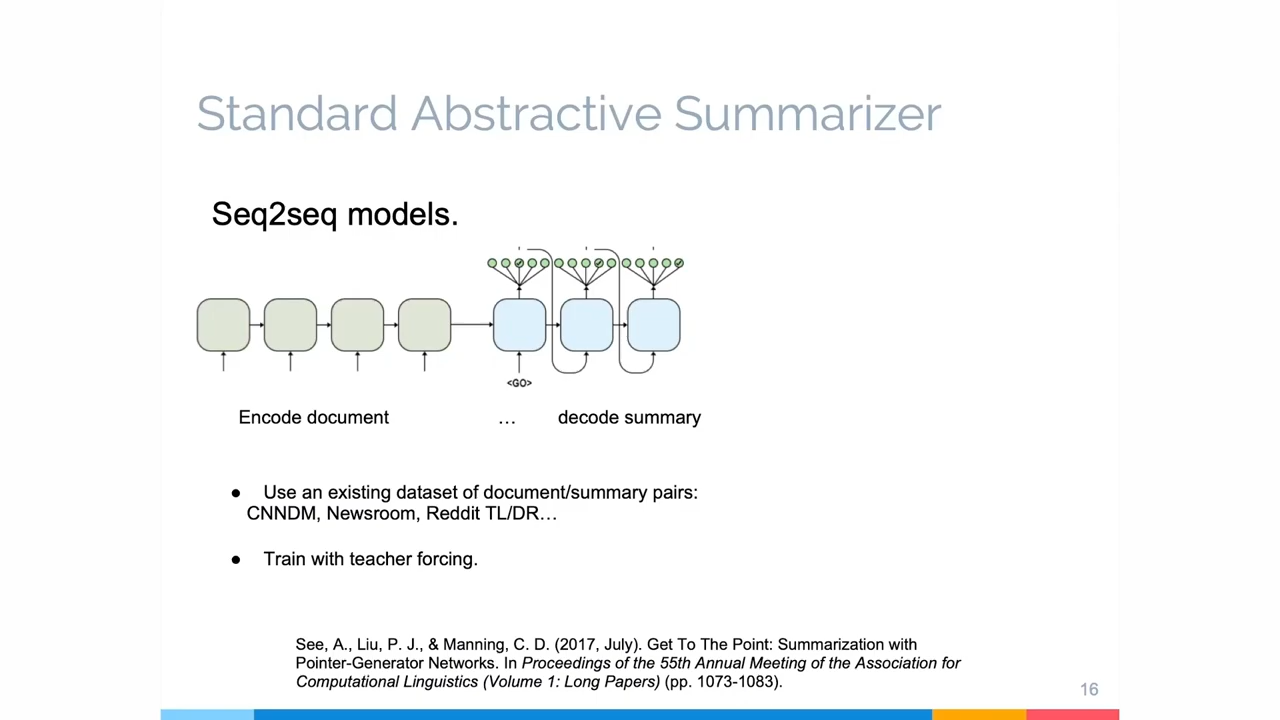 Standard Abstractive Summarizer
Seq2seq models.
<GO>
Encode document … decode summary
● Use an existing dataset of document/summary pairs:
CNNDM, Newsroom, Reddit TL/DR…
● Train with teacher forcing.
See, A., Liu, P. J., & Manning, C. D. (2017, July). Get To The Point: Summarization with
Pointer-Generator Networks. In Proceedings of the 55th Annual Meeting of the Association for
Computational Linguistics (Volume 1: Long Papers) (pp. 1073-1083).
16